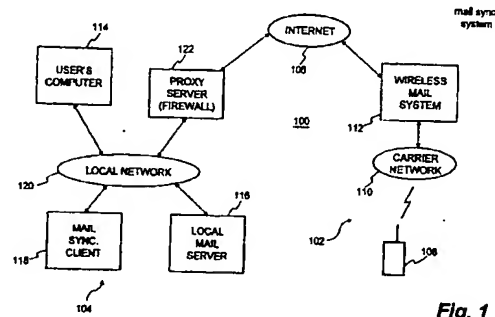 mail sync
system
114
USER'S
COMPUTER
122
PROXY
SERVER
(FIREWALL)
INTERNET
106
100
WIRELESS
MAIL
SYSTEM
112
CARRIER
NETWORK
110
LOCAL NETWORK
120
116
MAIL
SYNC.
CLIENT
118
LOCAL
MAIL
SERVER
102
108
104
Fig. 1